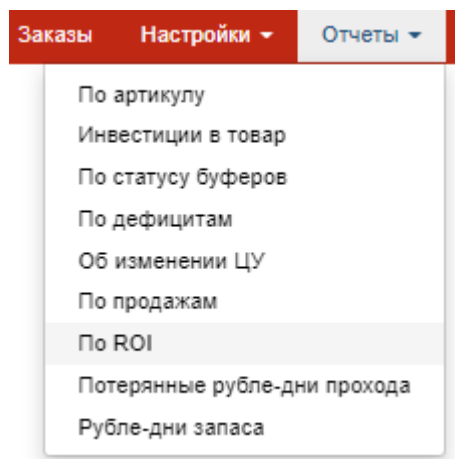 Заказы Настройки Отчеты
По артикулу
Инвестиции в товар
По статусу буферов
По дефицитам
Об изменении ЦУ
По продажам
По ROI
Потерянные рубле-дни прохода
Рубле-дни запаса